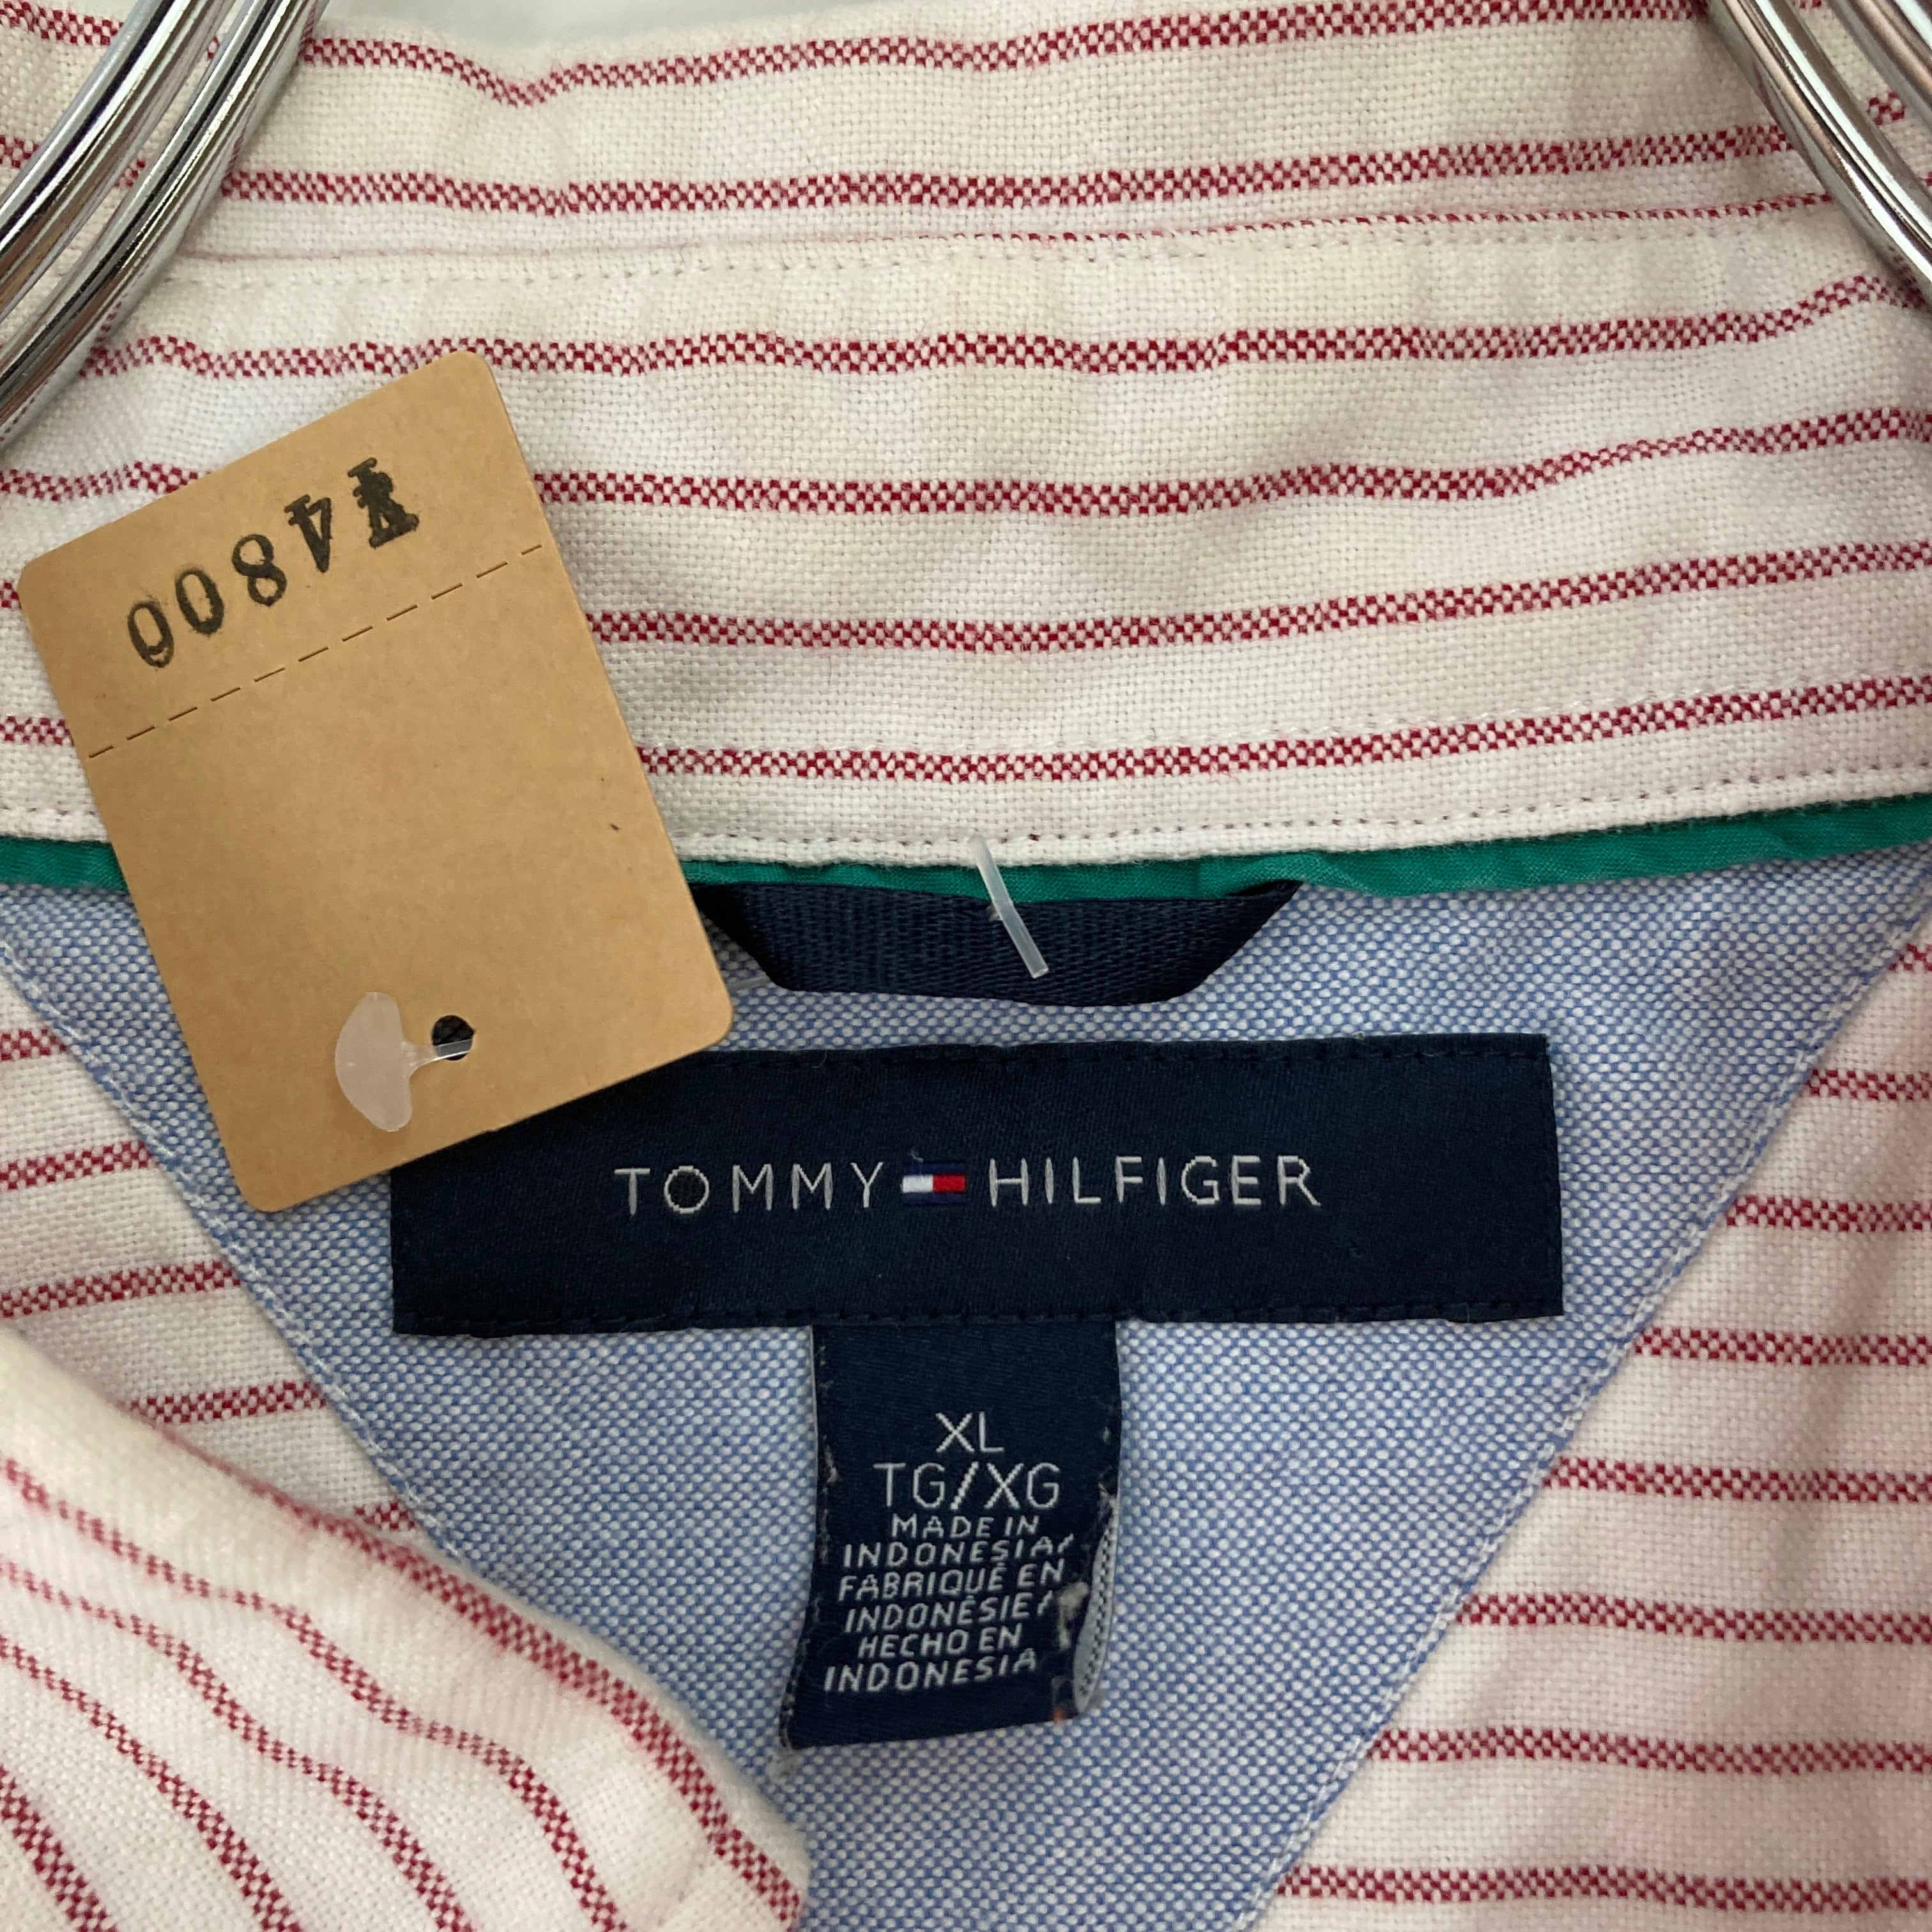 ¥4800
TOMMY HILFIGER
XL
TG/XG
MADE IN
INDONESIA/
FABRIQUÉ EN
INDONÉSIE/
HECHO EN
INDONESIA